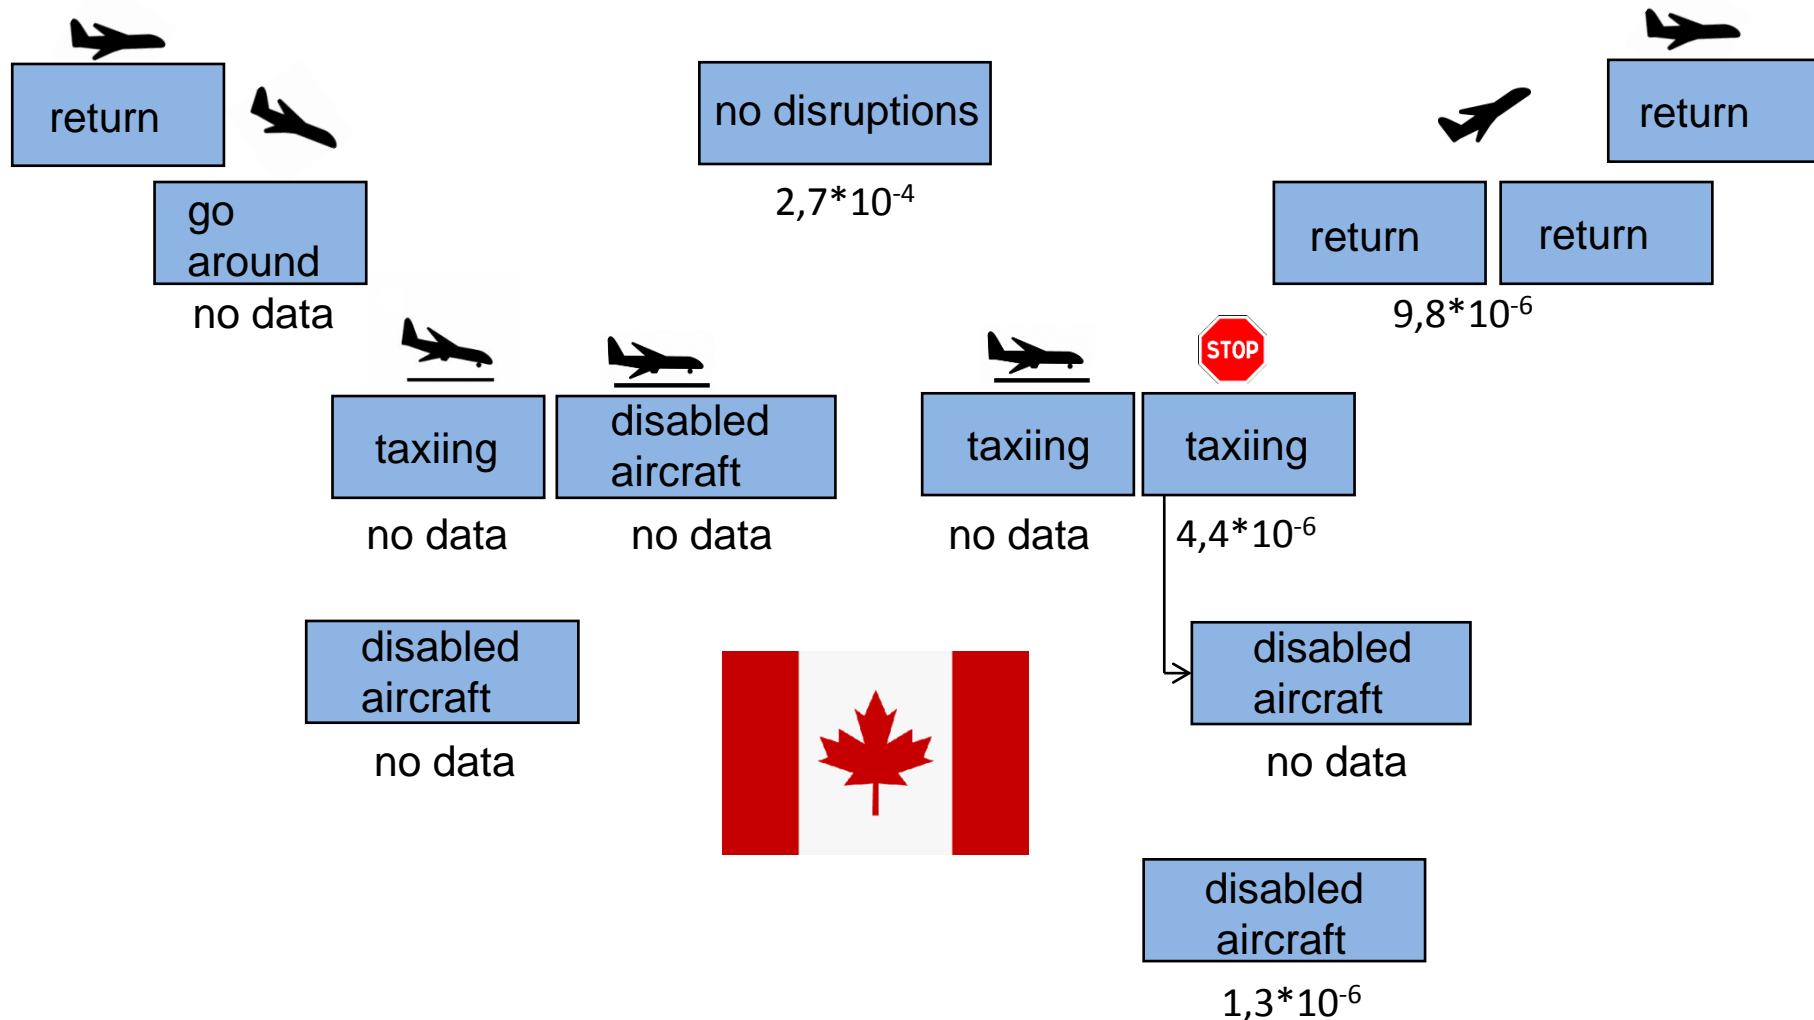 return
no disruptions
return
2,7*10⁻⁴
go
around
return
return
no data
9,8*10⁻⁶
STOP
taxiing
disabled
aircraft
taxiing
taxiing
no data
no data
no data
4,4*10⁻⁶
disabled
aircraft
disabled
aircraft
no data
no data
disabled
aircraft
1,3*10⁻⁶